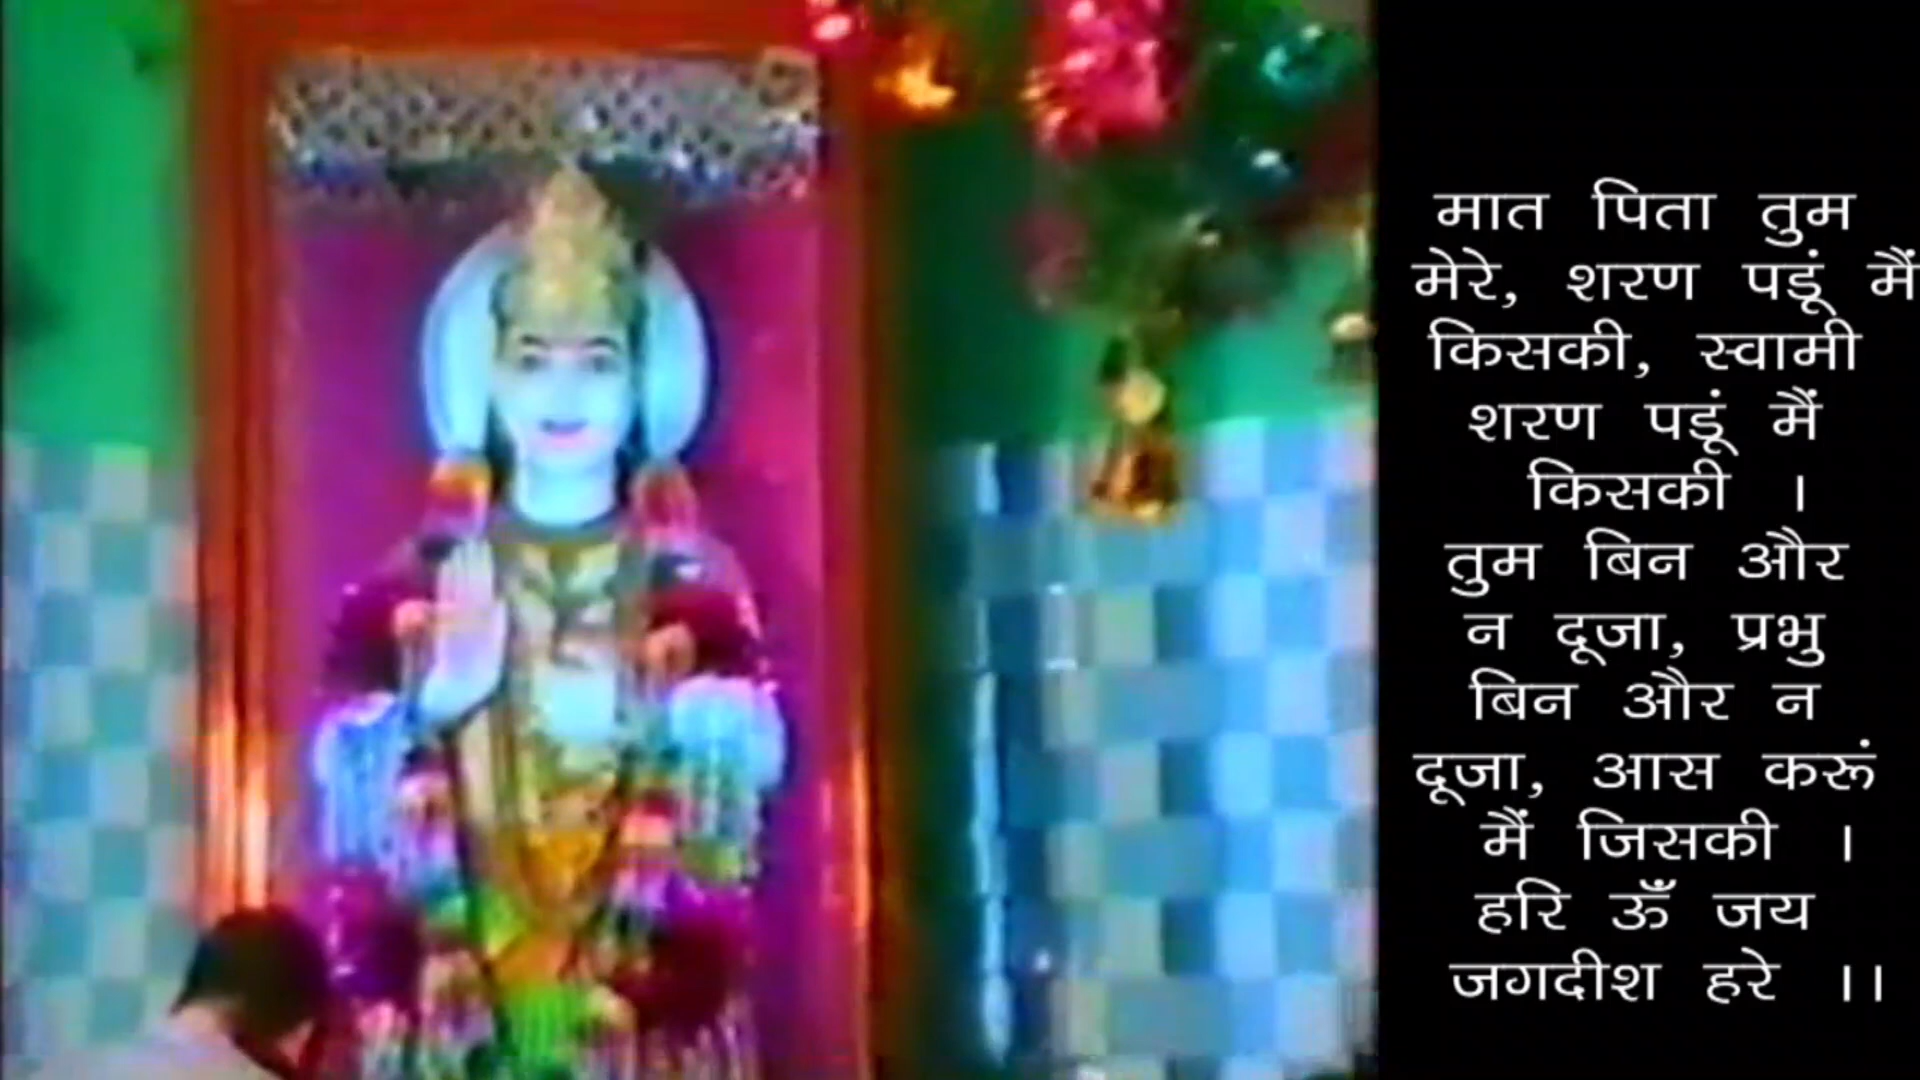 मात पिता तुम
मेरे, शरण पडूं मैं
किसकी, स्वामी
शरण पडूं मैं
किसकी ।
तुम बिन और
न दूजा, प्रभु
बिन और न
दूजा, आस करूं
मैं जिसकी ।
हरि ऊँ जय
जगदीश हरे ।।